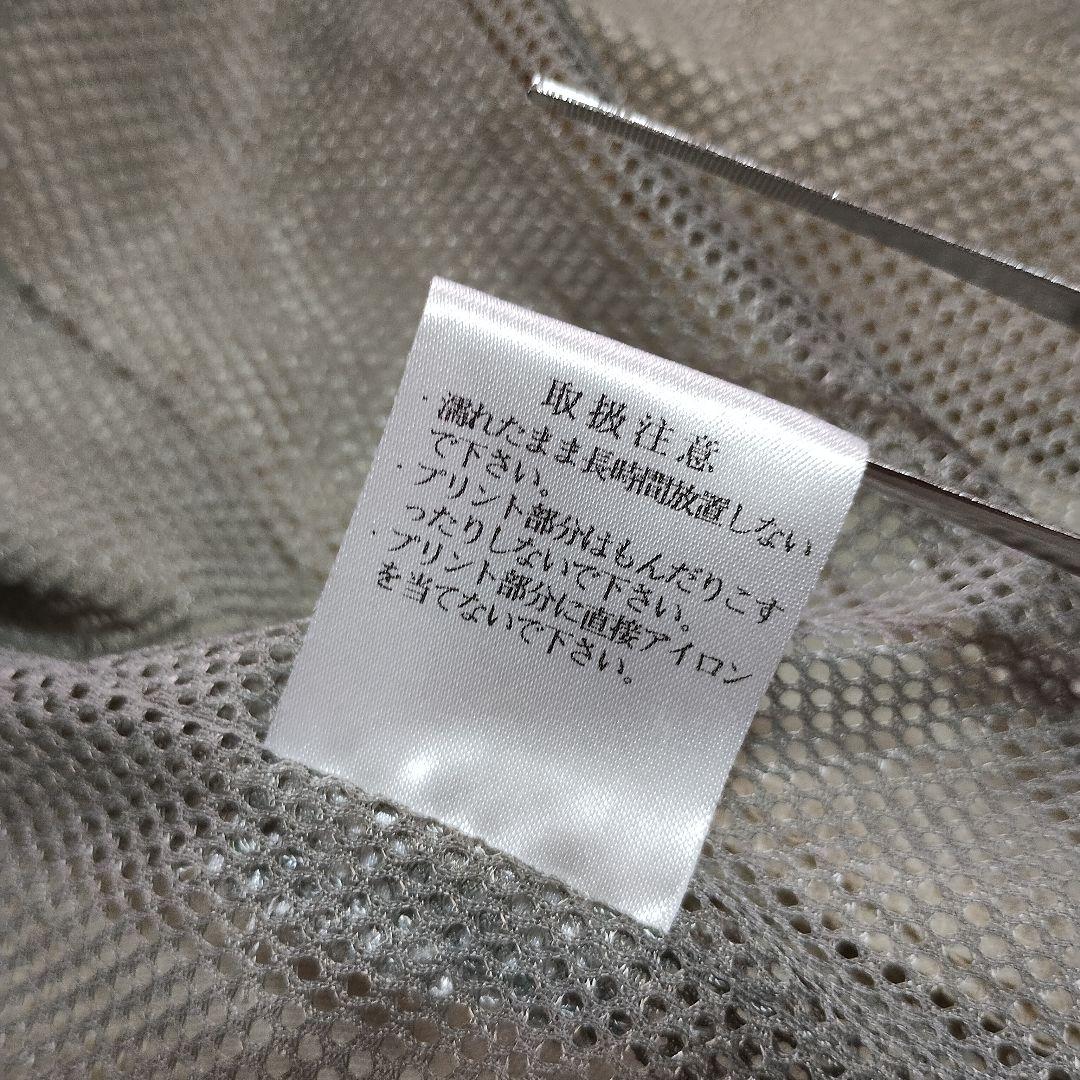 取扱注意
・濡れたまま長時間放置しない
で下さい。
・プリント部分はもんだりこす
ったりしないで下さい。
・プリント部分に直接アイロン
を当てないで下さい。